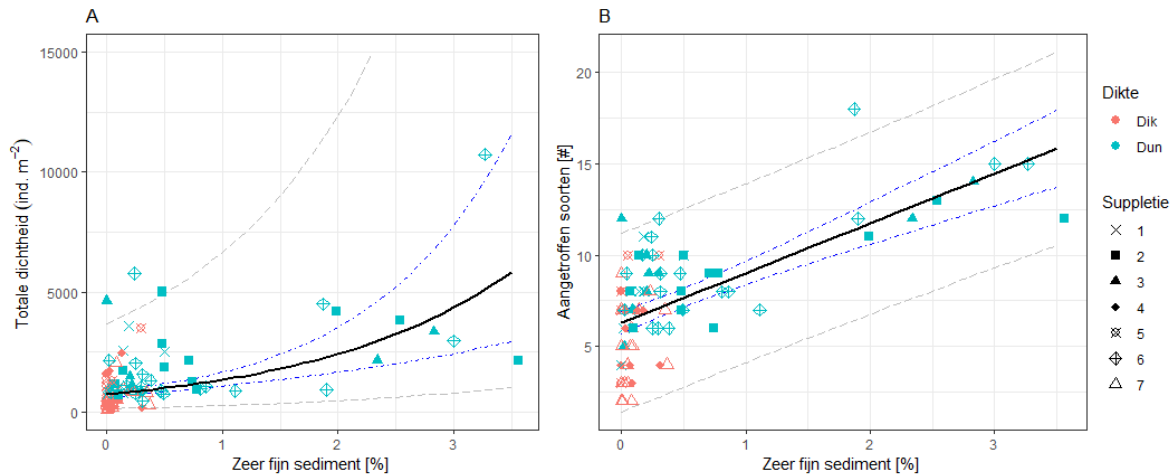 A
B
Totale dichtheid (ind. m⁻²)
15000
10000
5000
0
0
1
2
3
Zeer fijn sediment [%]
Aangetroffen soorten [#]
20
15
10
5
0
1
2
3
Zeer fijn sediment [%]
Dikte
Dik
Dun
Suppletie
1
2
3
4
5
6
7